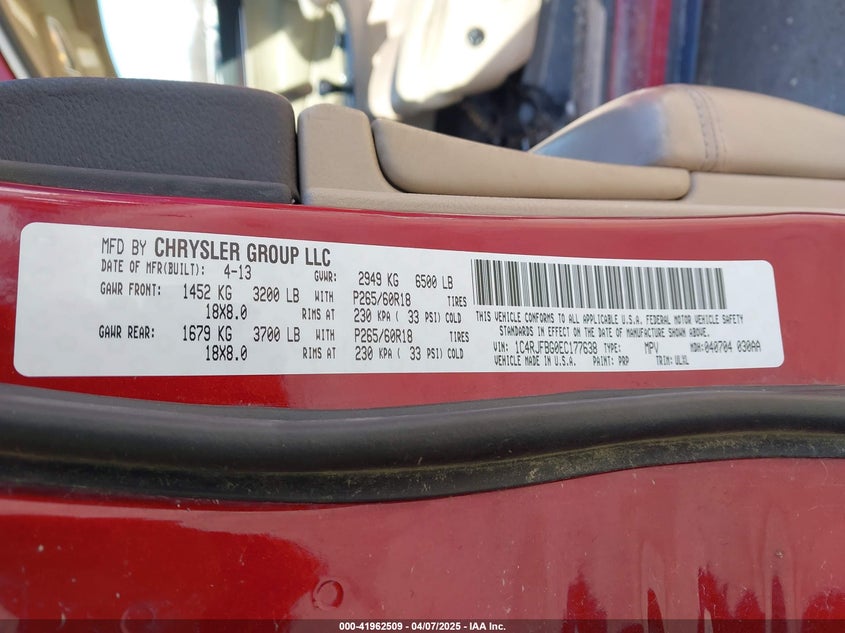 MFD BY CHRYSLER GROUP LLC
DATE OF MFR(BUILT): 4-13 GVWR: 2949 KG 6500 LB
GAWR FRONT: 1452 KG 3200 LB WITH P265/60R18 TIRES
18X8.0 RIMS AT 230 KPA ( 33 PSI) COLD
GAWR REAR: 1679 KG 3700 LB WITH P265/60R18 TIRES
18X8.0 RIMS AT 230 KPA ( 33 PSI) COLD
THIS VEHICLE CONFORMS TO ALL APPLICABLE U.S.A. FEDERAL MOTOR VEHICLE SAFETY
STANDARDS IN EFFECT ON THE DATE OF MANUFACTURE SHOWN ABOVE.
VIN: 1C4RJFBG0EC177638 TYPE: MPV MDH: 040704 030AA
VEHICLE MADE IN U.S.A. PAINT: PRP TRIM: ULXL
000-41962509 - 04/07/2025 - IAA Inc.